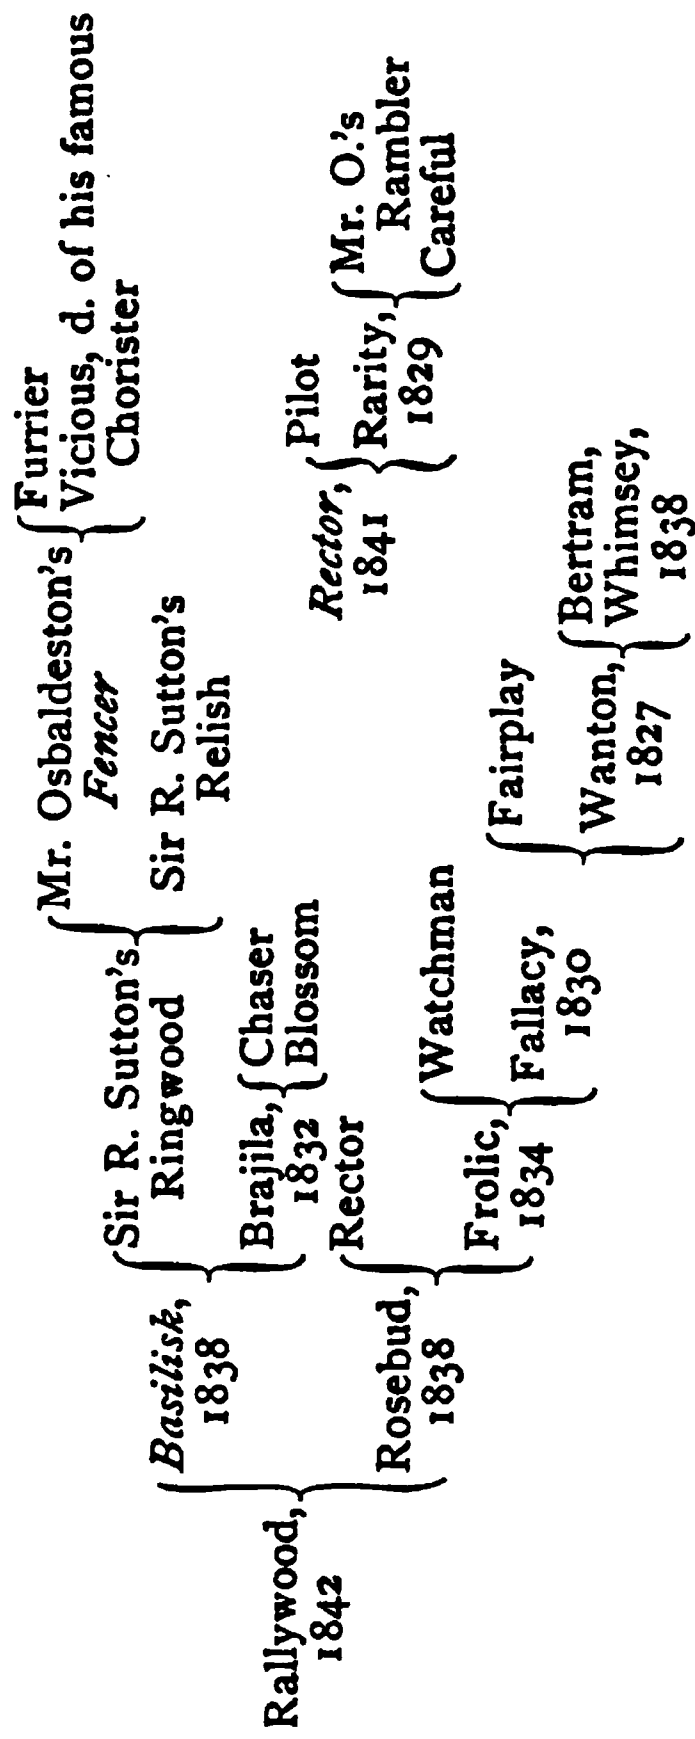 Rallywood,
1842
Basilisk,
1838
Rosebud,
1838
Sir R. Sutton's
Ringwood
Brajila,
1832
Rector
Frolic,
1834
Mr. Osbaldeston's
Fencer
Sir R. Sutton's
Relish
Chaser
Blossom
Watchman
Fallacy,
1830
Furrier
Vicious, d. of his famous
Chorister
Fairplay
Wanton,
1827
Bertram,
Whimsey,
1838
Rector,
1841
Pilot
Rarity,
1829
Mr. O.'s
Rambler
Careful